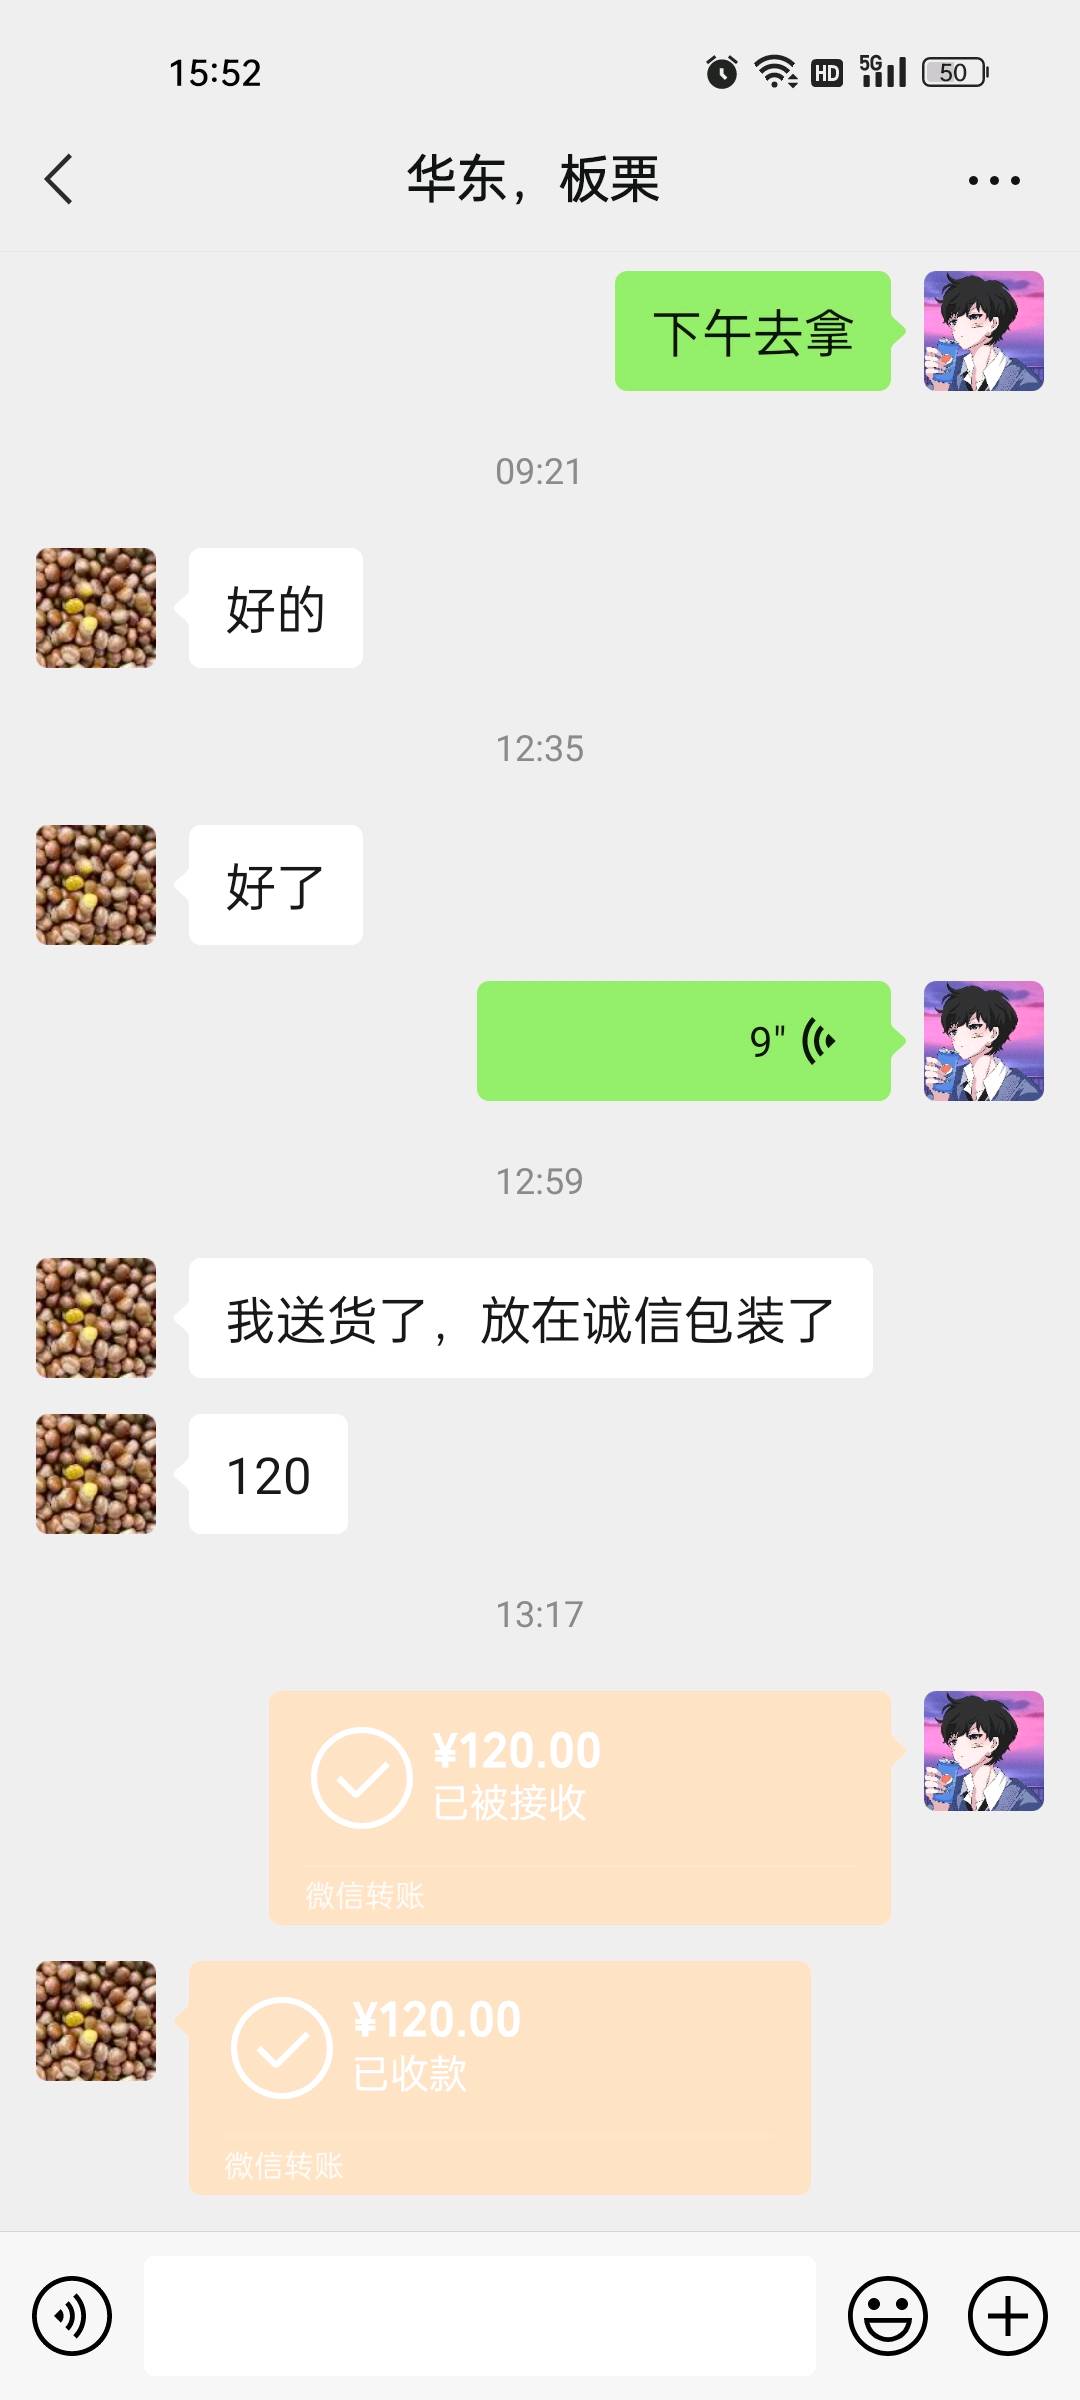 15:52
HD 5G 50
华东，板栗
下午去拿
09:21
好的
12:35
好了
9"
12:59
我送货了，放在诚信包装了
120
13:17
¥120.00
已被接收
微信转账
¥120.00
已收款
微信转账